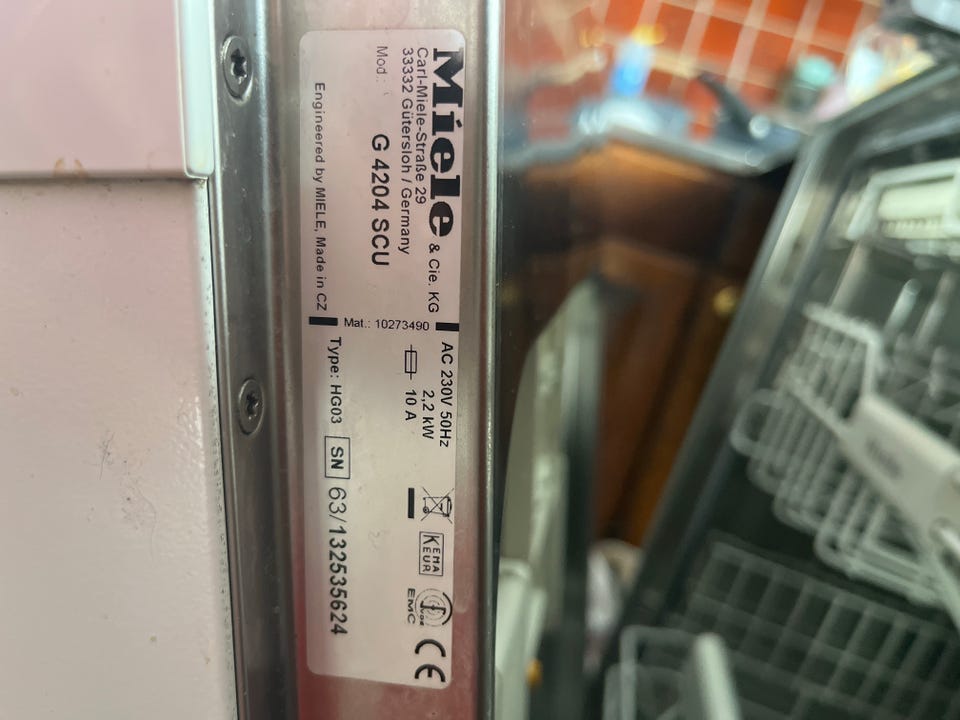 Miele & Cie. KG
Carl-Miele-Straße 29
33332 Gütersloh / Germany
Mod.:
G 4204 SCU
Engineered by MIELE, Made in CZ
Mat.: 10273490
AC 230V 50Hz
2,2 kW
10 A
Type: HG03 SN 63/132535624
KEMA
KEUR
EMC
CE